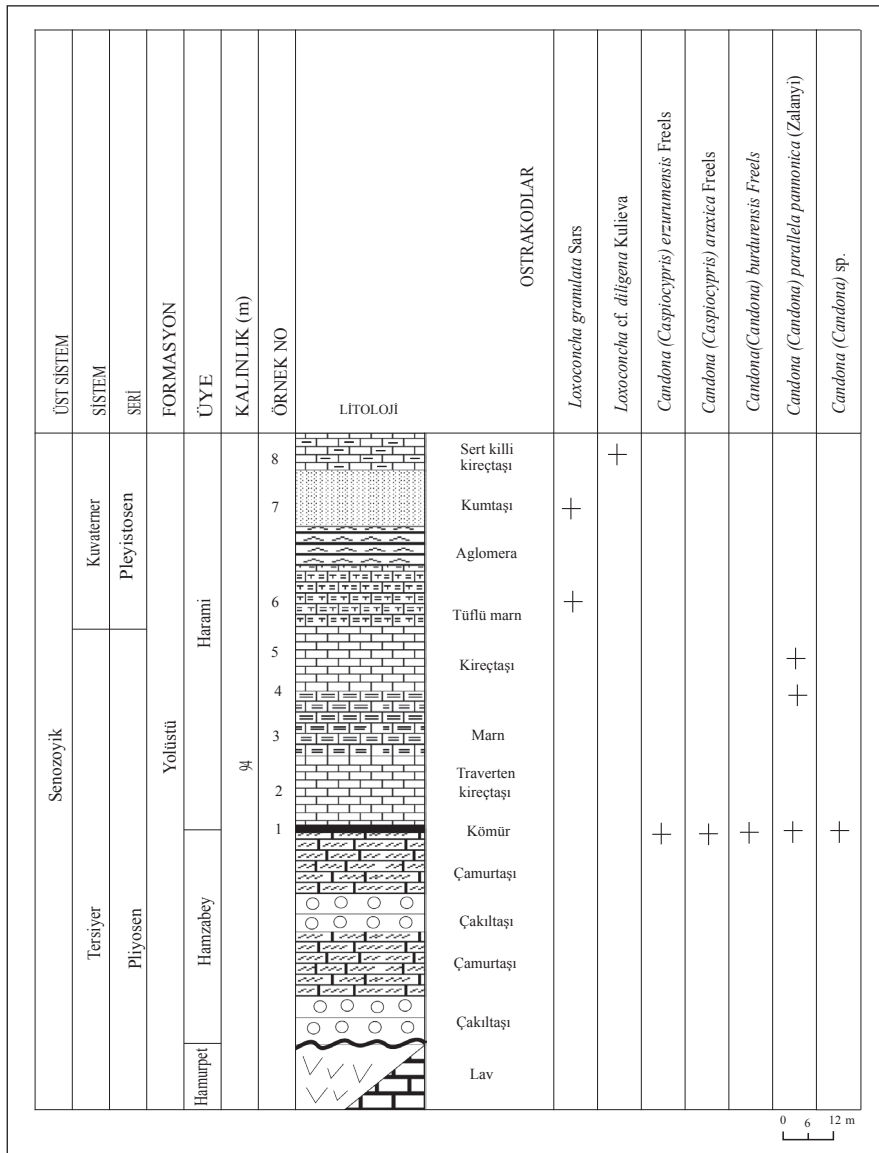 ÜST SİSTEM
SİSTEM
SERİ
FORMASYON
ÜYE
KALINLIK (m)
ÖRNEK NO
LİTOLOJİ
OSTRAKODLAR
Loxoconcha granulata Sars
Loxoconcha cf. diligena Kulieva
Candona (Caspiocypris) erzurumensis Freels
Candona (Caspiocypris) araxica Freels
Candona(Candona) burdurensis Freels
Candona (Candona) parallela pannonica (Zalanyi)
Candona (Candona) sp.
Senozoyik
Kuvaterner
Tersiyer
Pleyistosen
Pliyosen
Yolüstü
Harami
Hamzabey
Hamurpet
94
8
7
6
5
4
3
2
1
Sert killi
kireçtaşı
Kumtaşı
Aglomera
Tüflü marn
Kireçtaşı
Marn
Traverten
kireçtaşı
Kömür
Çamurtaşı
Çakıltaşı
Çamurtaşı
Çakıltaşı
Lav
0 6 12 m